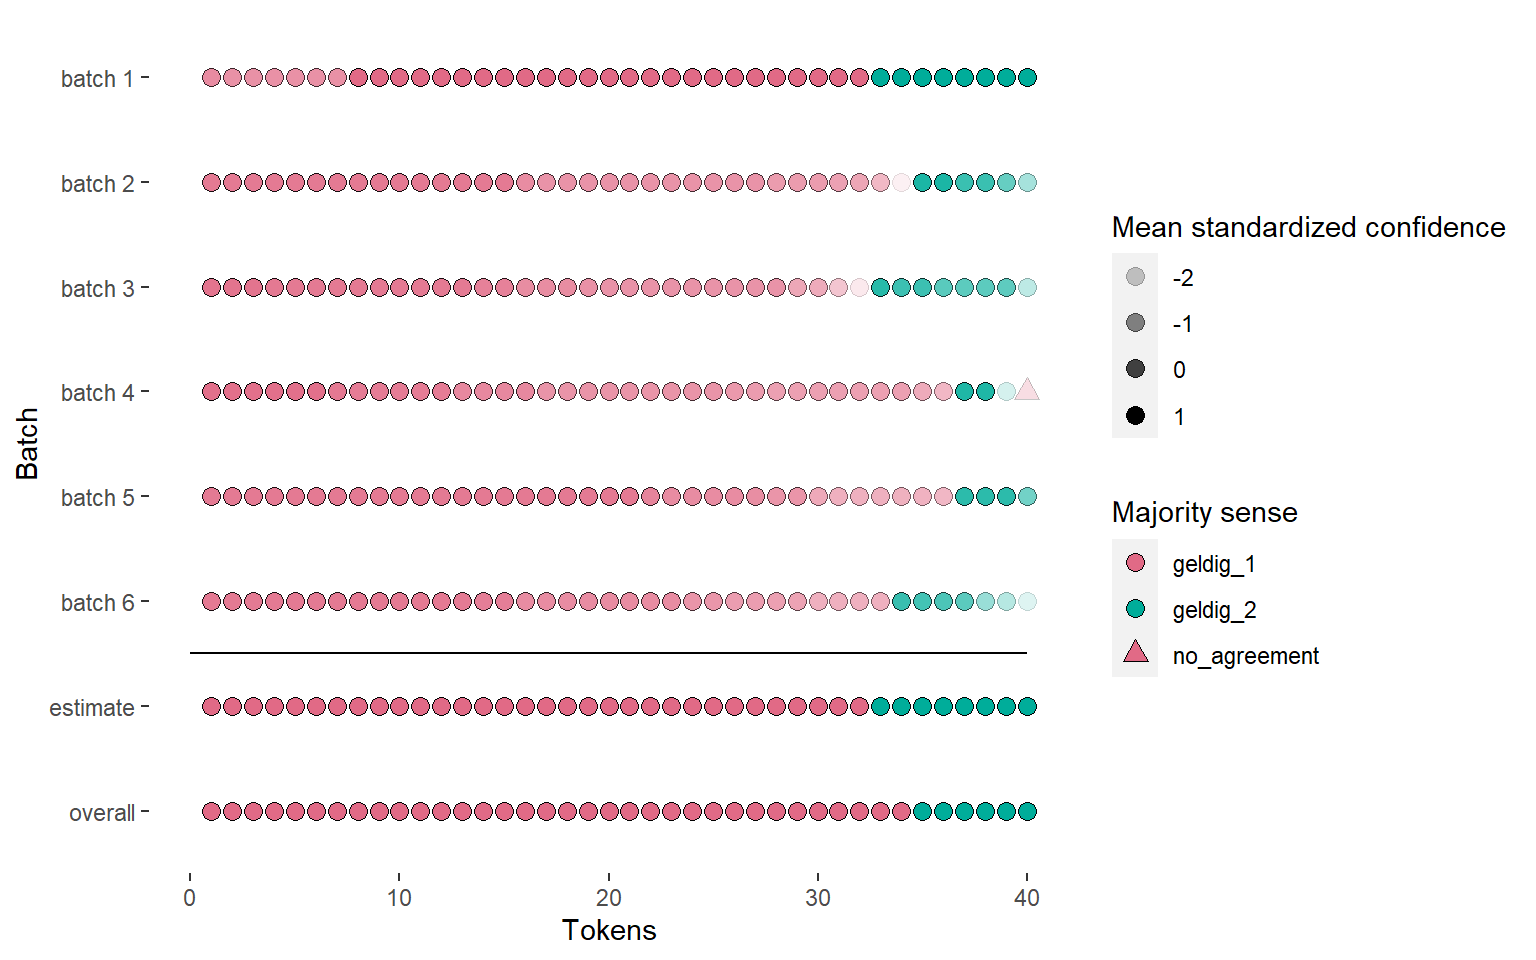 batch 1
batch 2
batch 3
batch 4
batch 5
batch 6
estimate
overall
Batch
0 10 20 30 40
Tokens
Mean standardized confidence
-2
-1
0
1
Majority sense
geldig_1
geldig_2
no_agreement